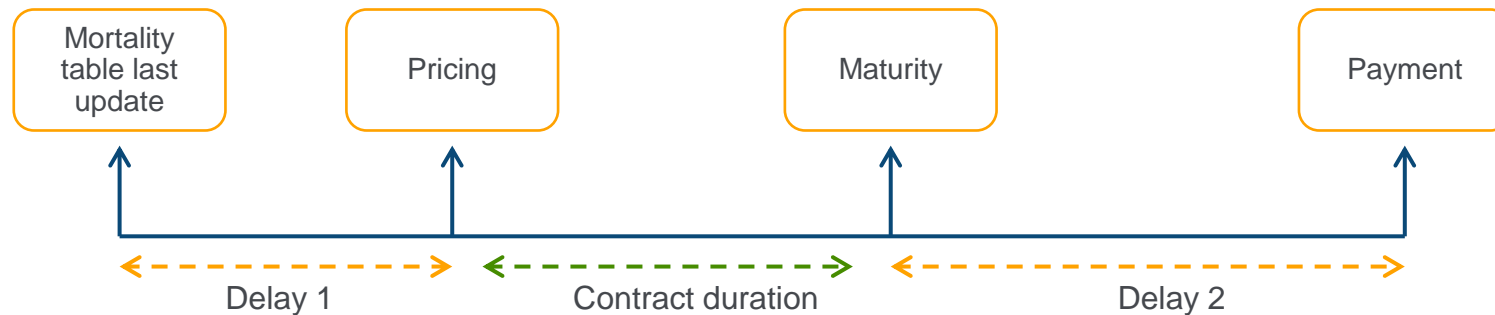 Mortality
table last
update
Pricing
Maturity
Payment
Delay 1
Contract duration
Delay 2